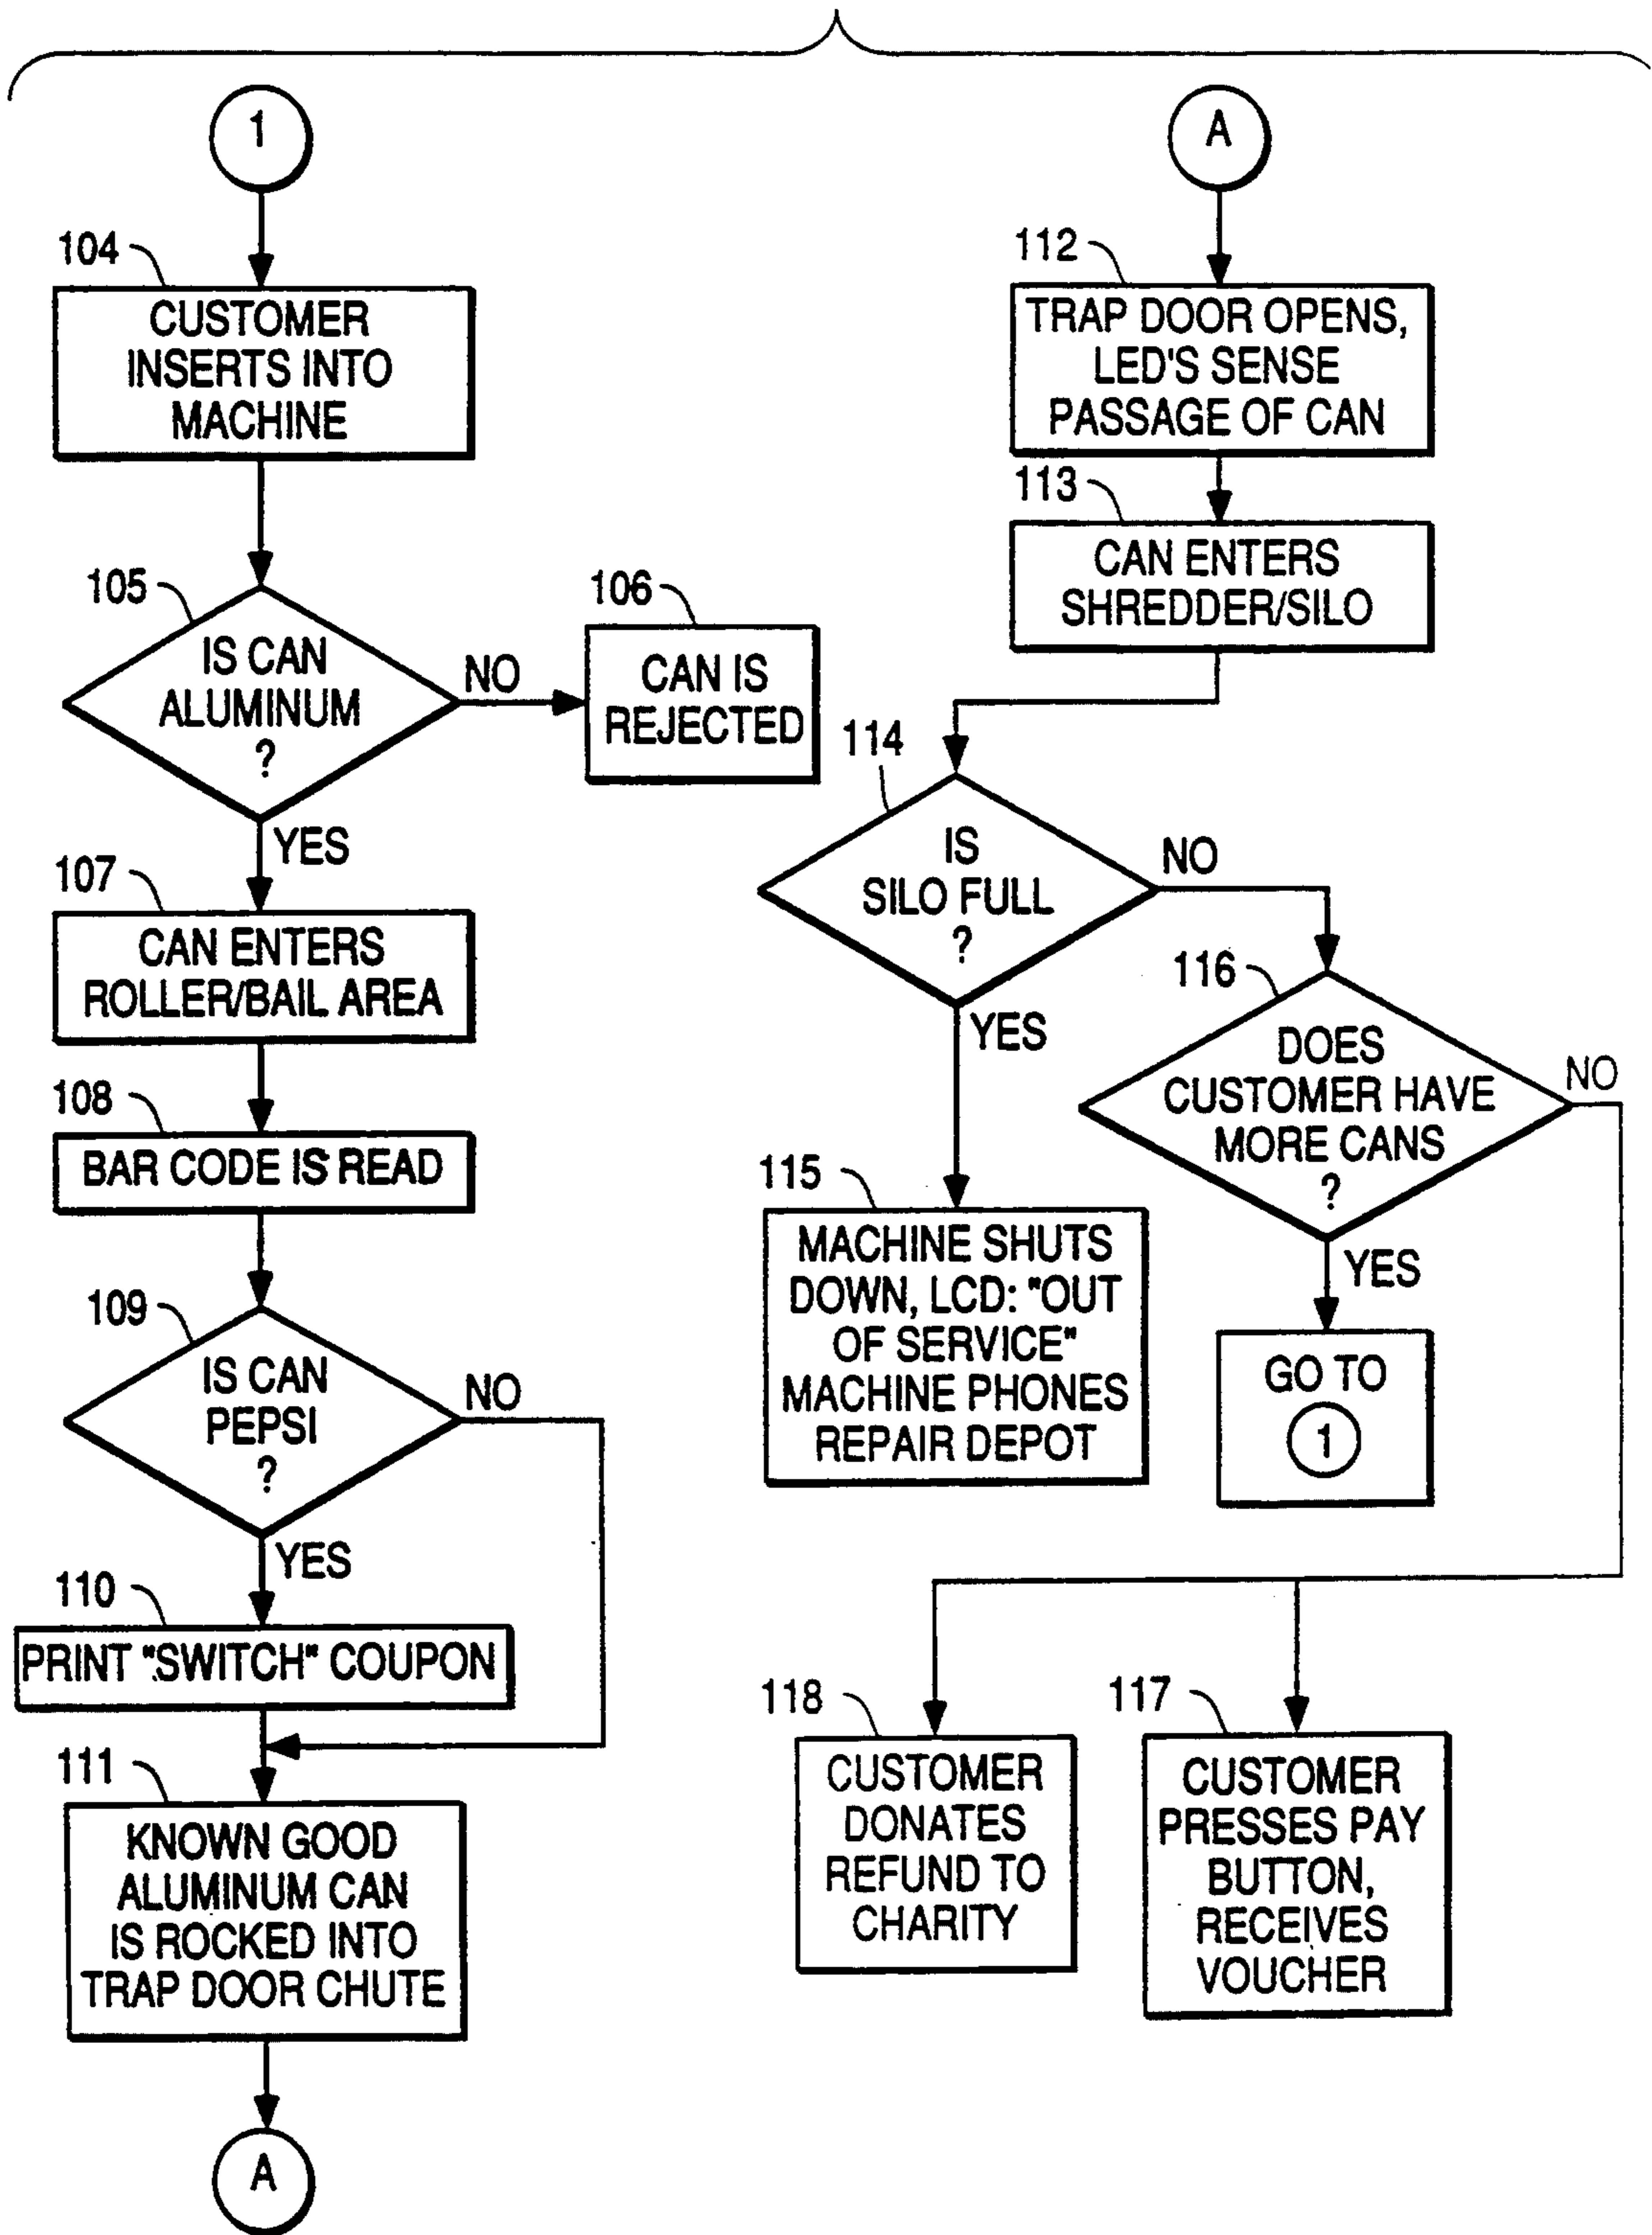 1
104
CUSTOMER
INSERTS INTO
MACHINE
105
IS CAN
ALUMINUM
?
NO
106
CAN IS
REJECTED
YES
107
CAN ENTERS
ROLLER/BAIL AREA
108
BAR CODE IS READ
109
IS CAN
PEPSI
?
NO
YES
110
PRINT "SWITCH" COUPON
111
KNOWN GOOD
ALUMINUM CAN
IS ROCKED INTO
TRAP DOOR CHUTE
A
A
112
TRAP DOOR OPENS,
LED'S SENSE
PASSAGE OF CAN
113
CAN ENTERS
SHREDDER/SILO
114
IS
SILO FULL
?
NO
YES
115
MACHINE SHUTS
DOWN, LCD: "OUT
OF SERVICE"
MACHINE PHONES
REPAIR DEPOT
116
DOES
CUSTOMER HAVE
MORE CANS
?
NO
YES
GO TO
1
118
CUSTOMER
DONATES
REFUND TO
CHARITY
117
CUSTOMER
PRESSES PAY
BUTTON,
RECEIVES
VOUCHER